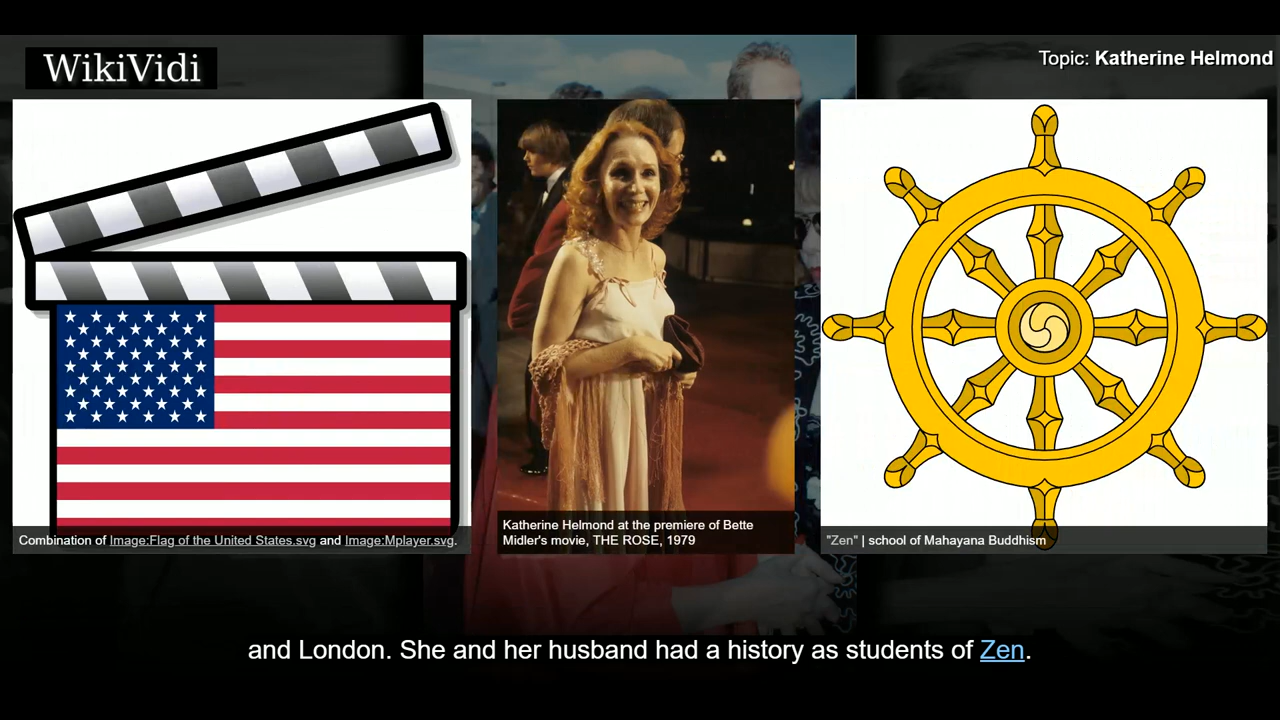 WikiVidi
Topic: Katherine Helmond
Combination of Image:Flag of the United States.svg and Image:Mplayer.svg.
Katherine Helmond at the premiere of Bette
Midler's movie, THE ROSE, 1979
"Zen" | school of Mahayana Buddhism
and London. She and her husband had a history as students of Zen.